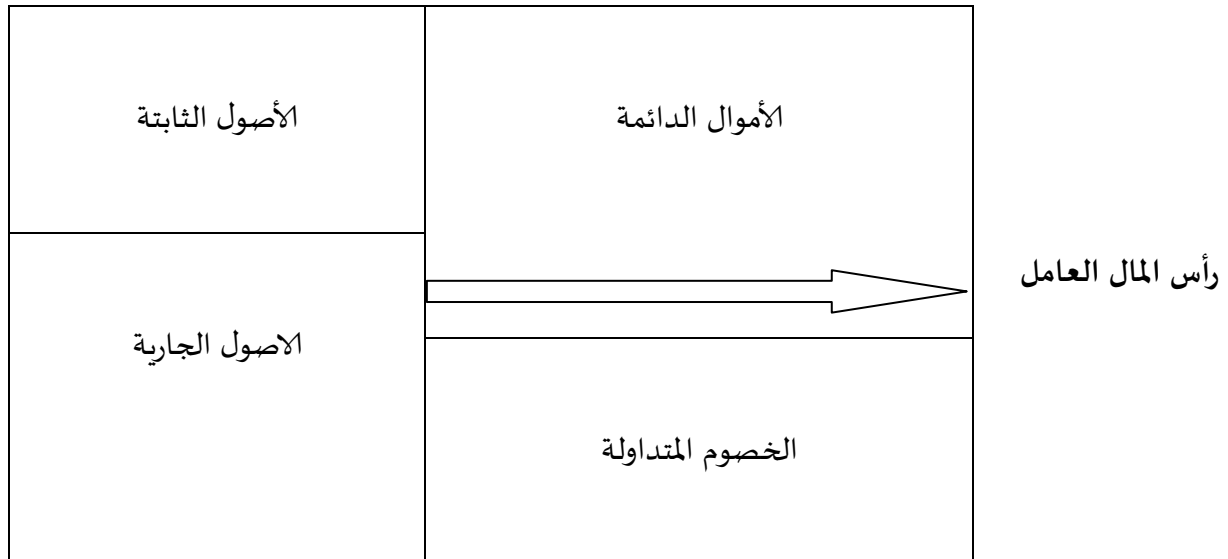 الأصول الثابتة
الأموال الدائمة
رأس المال العامل
الاصول الجارية
الخصوم المتداولة